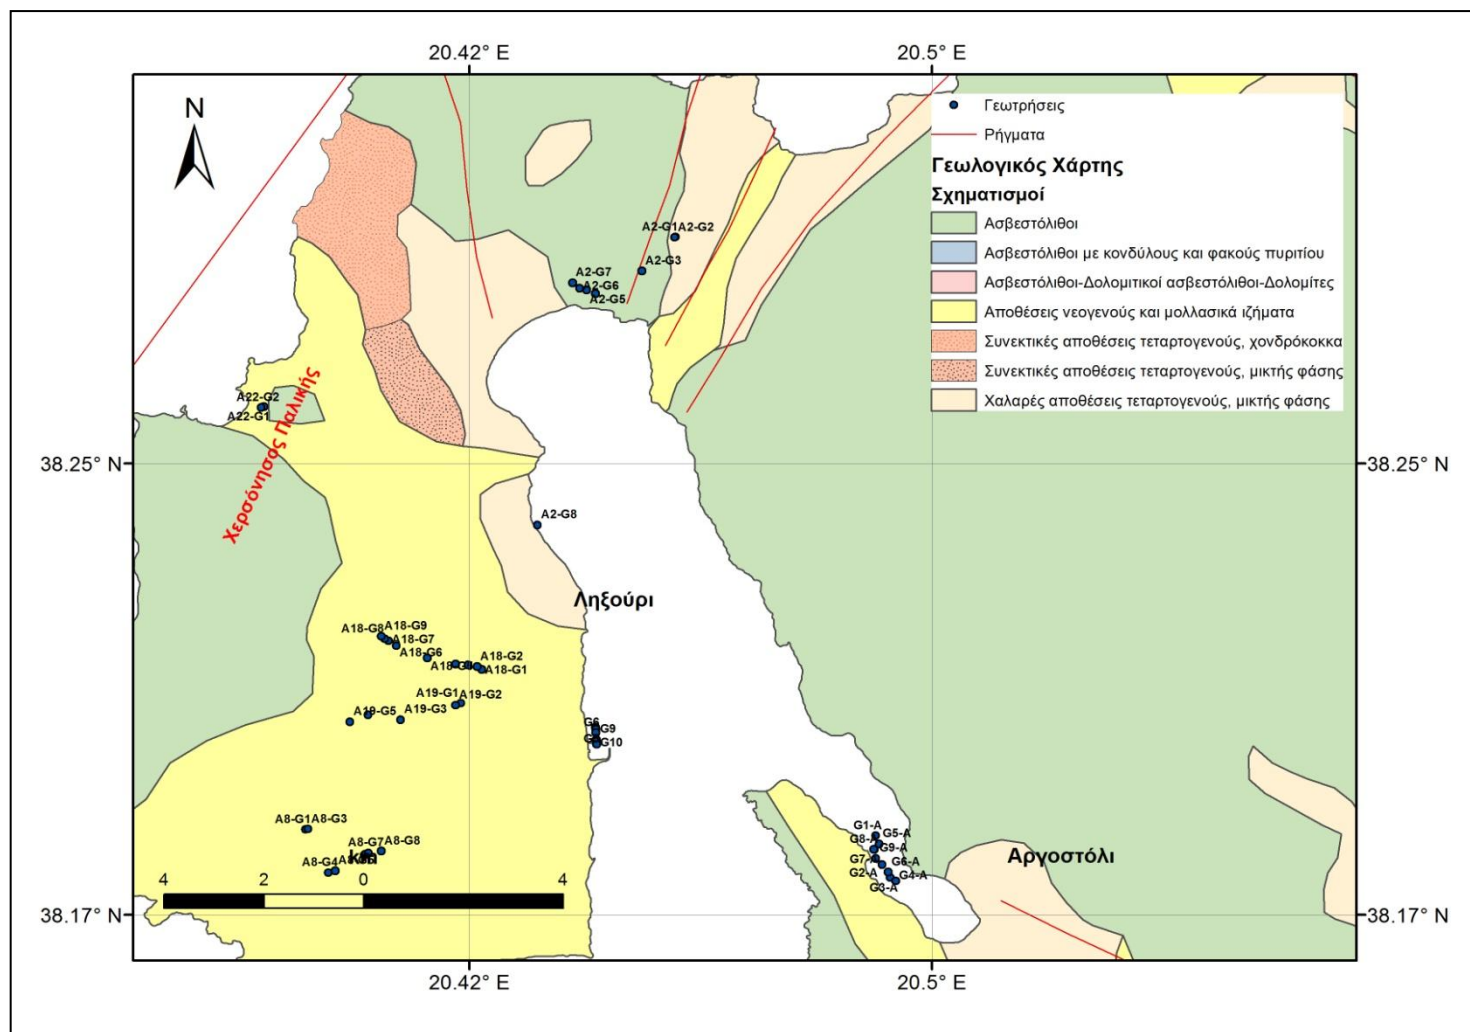 20.42° E
20.5° E
N
Γεωτρήσεις
Ρήγματα
Γεωλογικός Χάρτης
Σχηματισμοί
Ασβεστόλιθοι
Ασβεστόλιθοι με κονδύλους και φακούς πυριτίου
Ασβεστόλιθοι-Δολομιτικοί ασβεστόλιθοι-Δολομίτες
Αποθέσεις νεογενούς και μολλασικά ιζήματα
Συνεκτικές αποθέσεις τεταρτογενούς, χονδρόκοκκα
Συνεκτικές αποθέσεις τεταρτογενούς, μικτής φάσης
Χαλαρές αποθέσεις τεταρτογενούς, μικτής φάσης
A2-G1A2-G2
A2-G3
A2-G7
A2-G6
A2-G5
A22-G2
A22-G1
Χερσόνησος Παλικής
38.25° N
38.25° N
A2-G8
Ληξούρι
A18-G8
A18-G9
A18-G7
A18-G6
A18-G2
A18-G1
A19-G1
A19-G2
A19-G5
A19-G3
G6
G9
G10
A8-G1
A8-G3
A8-G7
A8-G8
A8-G4
km
4 2 0 4
G1-A
G5-A
G8-A
G9-A
G7-A
G6-A
G2-A
G4-A
G3-A
Αργοστόλι
38.17° N
38.17° N
20.42° E
20.5° E